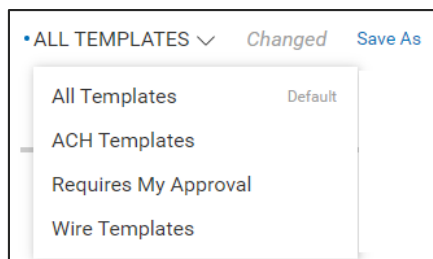 • ALL TEMPLATES Changed Save As
All Templates Default
ACH Templates
Requires My Approval
Wire Templates